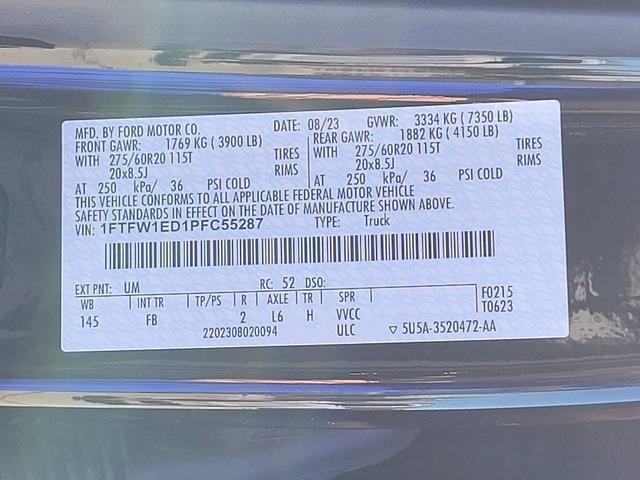 MFD. BY FORD MOTOR CO. DATE: 08/23 GVWR: 3334 KG ( 7350 LB)
FRONT GAWR: 1769 KG ( 3900 LB) REAR GAWR: 1882 KG ( 4150 LB)
WITH 275/60R20 115T TIRES WITH 275/60R20 115T TIRES
20x8.5J RIMS 20x8.5J RIMS
AT 250 kPa/ 36 PSI COLD AT 250 kPa/ 36 PSI COLD
THIS VEHICLE CONFORMS TO ALL APPLICABLE FEDERAL MOTOR VEHICLE
SAFETY STANDARDS IN EFFECT ON THE DATE OF MANUFACTURE SHOWN ABOVE.
VIN: 1FTFW1ED1PFC55287 TYPE: Truck
EXT PNT: UM RC: 52 DSO:
WB INT TR TP/PS R AXLE TR SPR F0215
145 FB 2 L6 H VVCC T0623
2202308020094 ULC ▽ 5U5A-3520472-AA